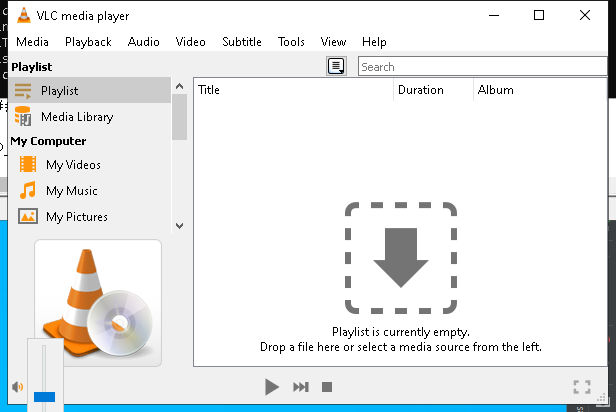 VLC media player
Media Playback Audio Video Subtitle Tools View Help
Playlist
Search
Playlist
Media Library
My Computer
My Videos
My Music
My Pictures
Title Duration Album
Playlist is currently empty.
Drop a file here or select a media source from the left.